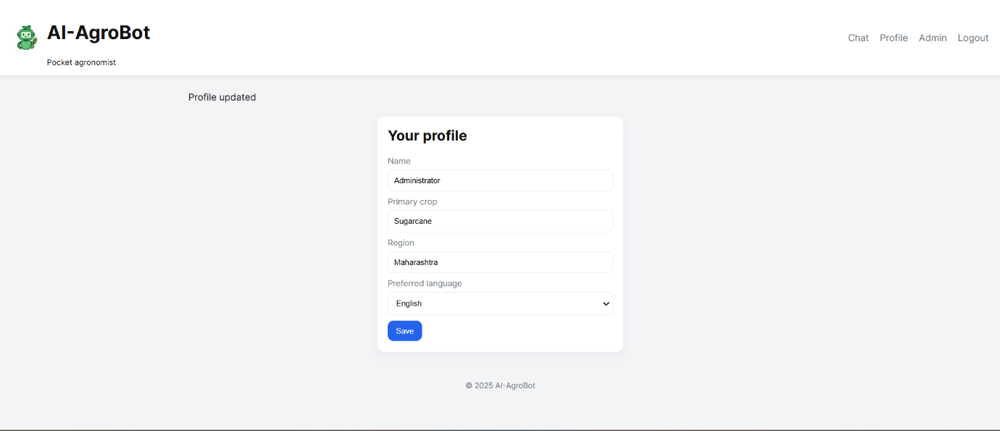 AI-AgroBot
Chat Profile Admin Logout
Pocket agronomist
Profile updated
Your profile
Name
Administrator
Primary crop
Sugarcane
Region
Maharashtra
Preferred language
English
Save
© 2025 AI-AgroBot